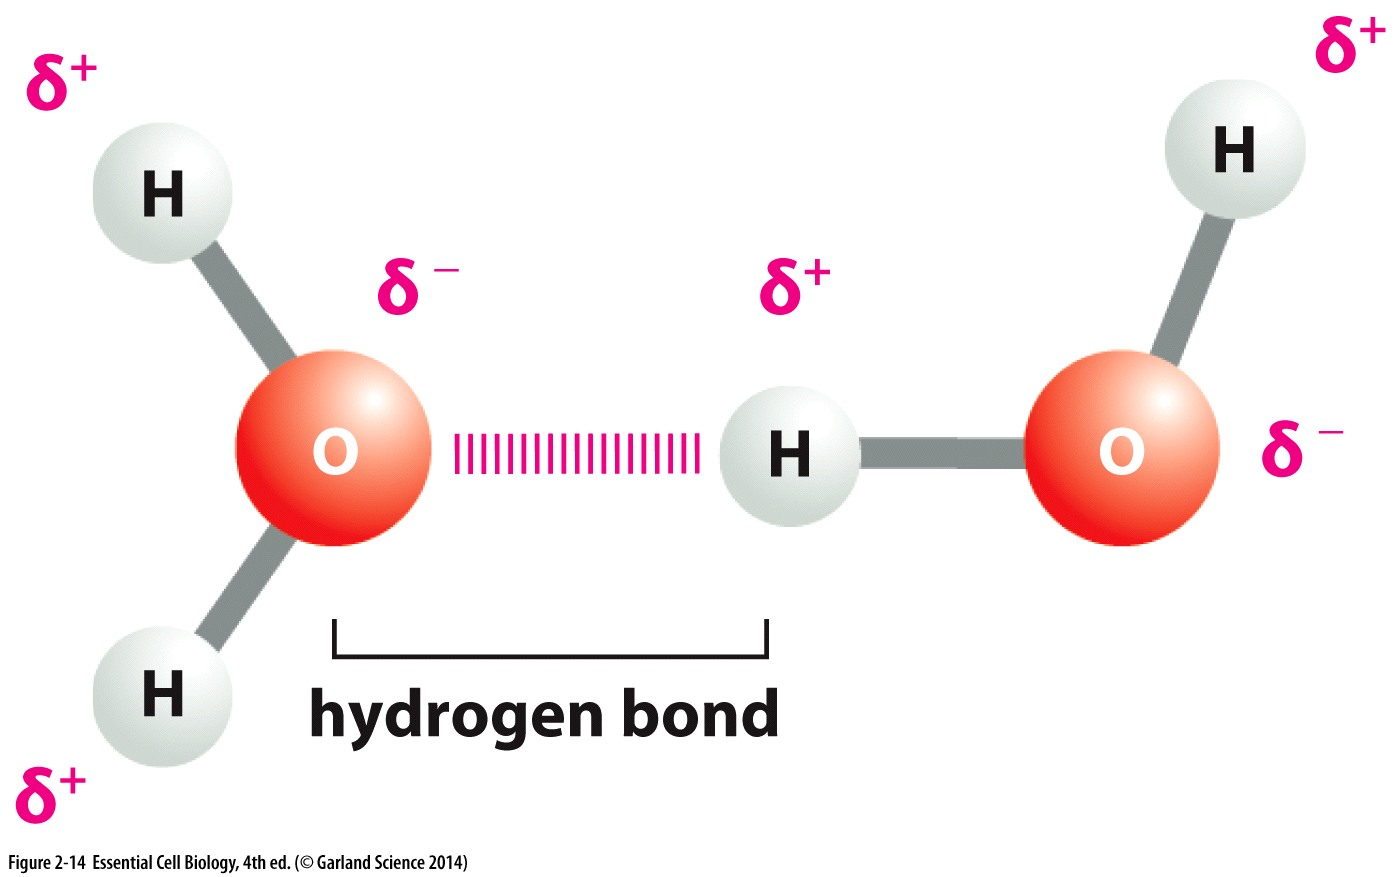 δ+
δ+
H
H
δ −
δ+
O
H
O
δ −
H
δ+
hydrogen bond
Figure 2-14 Essential Cell Biology, 4th ed. (© Garland Science 2014)